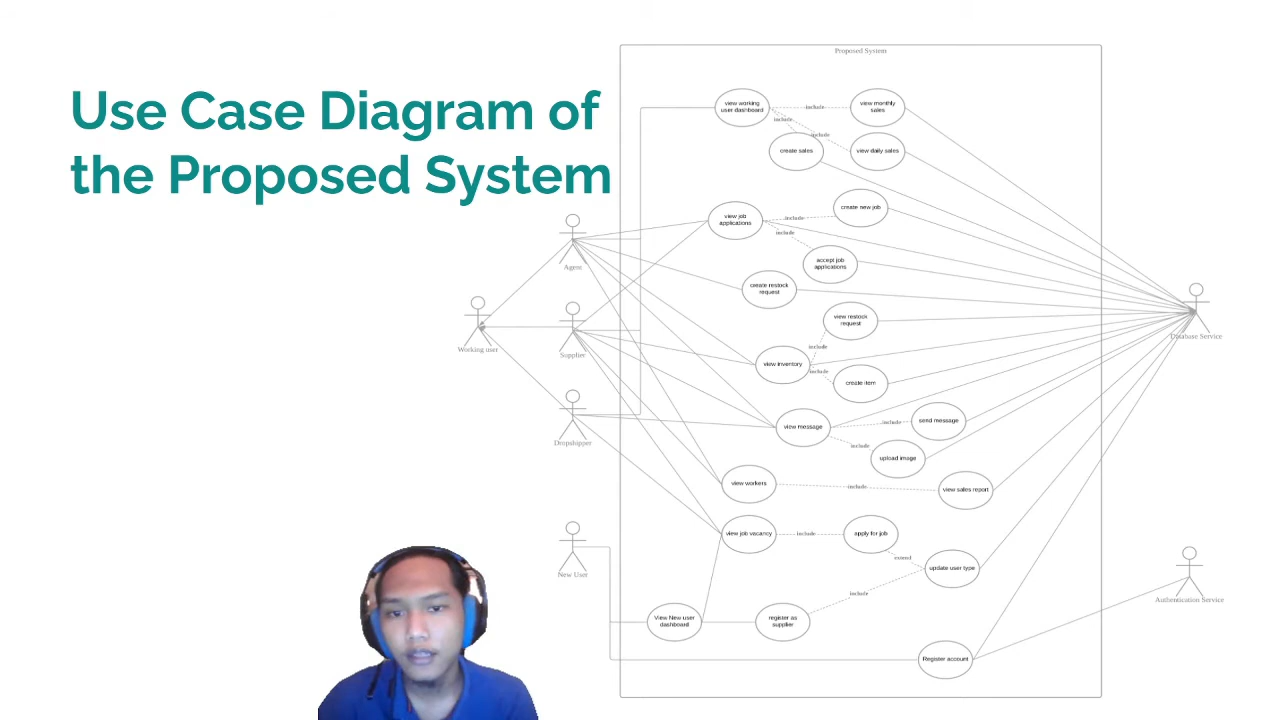 Use Case Diagram of
the Proposed System
Proposed System
view working
user dashboard
include
view monthly
sales
include
include
create sales
view daily sales
view job
applications
include
create new job
include
accept job
applications
Agent
create restock
request
view restock
request
Working user
Supplier
Database Service
include
view inventory
include
create item
Dropshipper
view message
include
send message
include
upload image
view workers
include
view sales report
view job vacancy
include
apply for job
extend
update user type
New User
include
Authentication Service
View New user
dashboard
register as
supplier
Register account